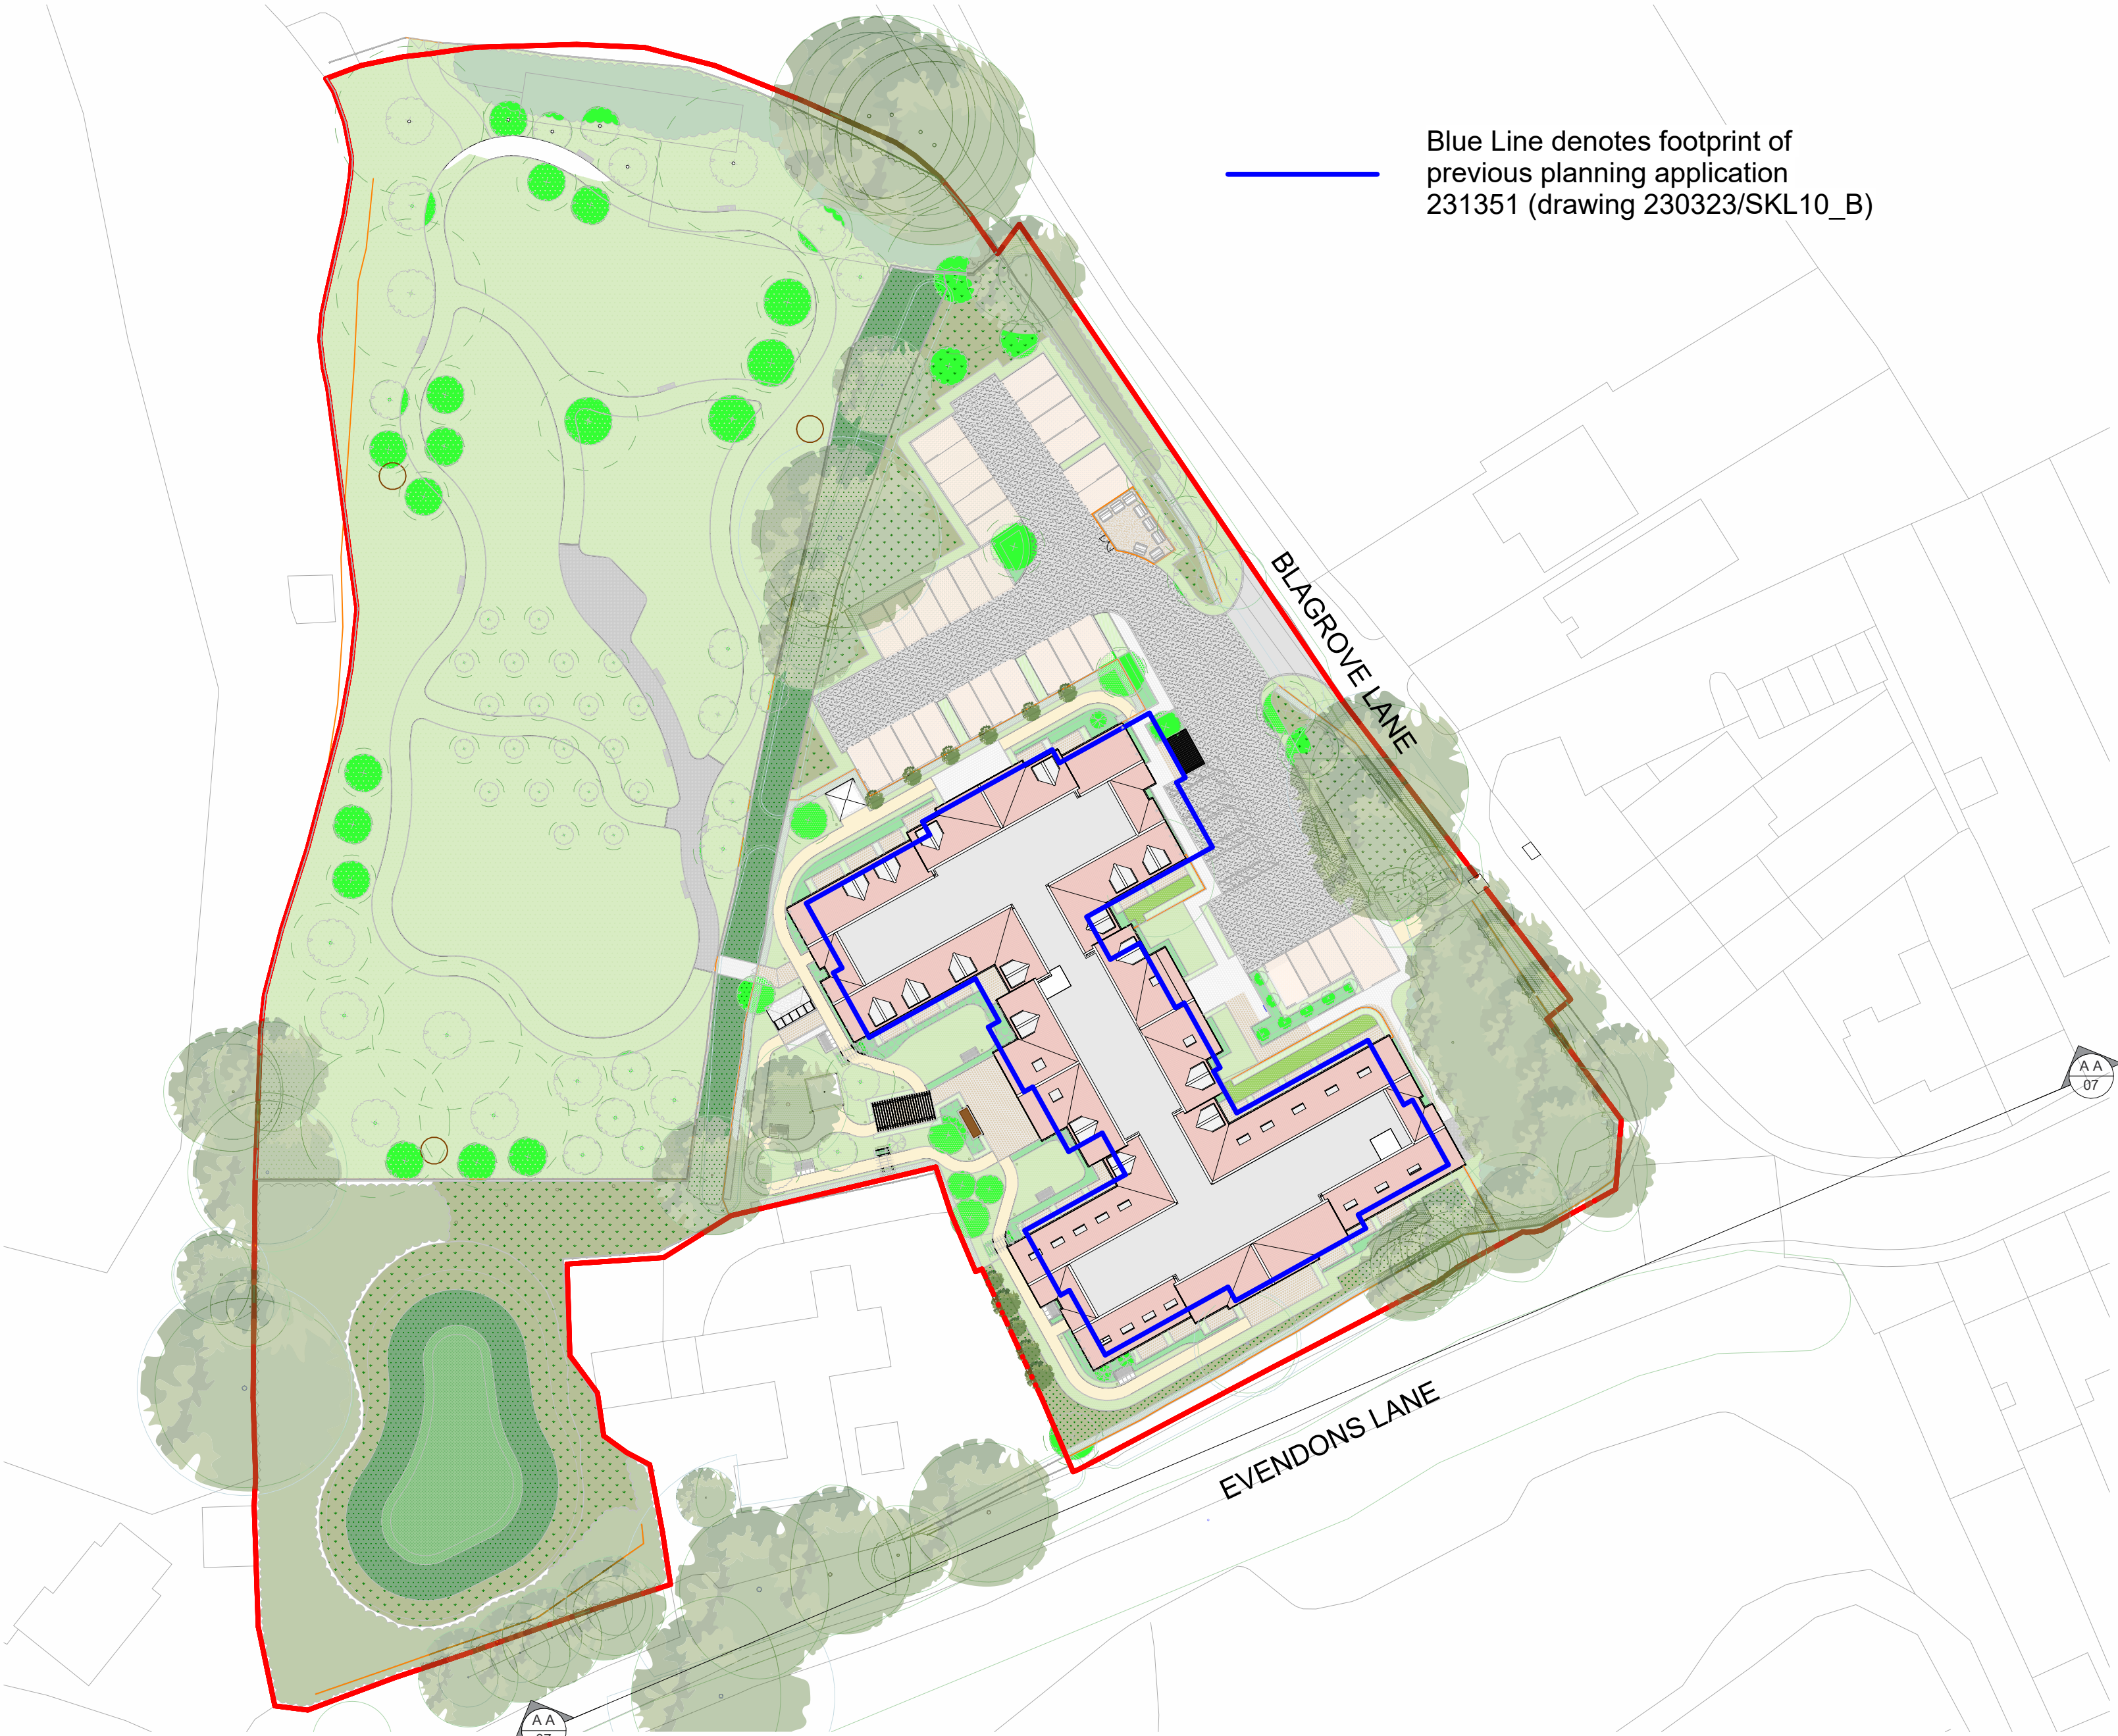 Blue Line denotes footprint of
previous planning application
231351 (drawing 230323/SKL10_B)
BLAGROVE LANE
A A
07
EVENDONS LANE
A A